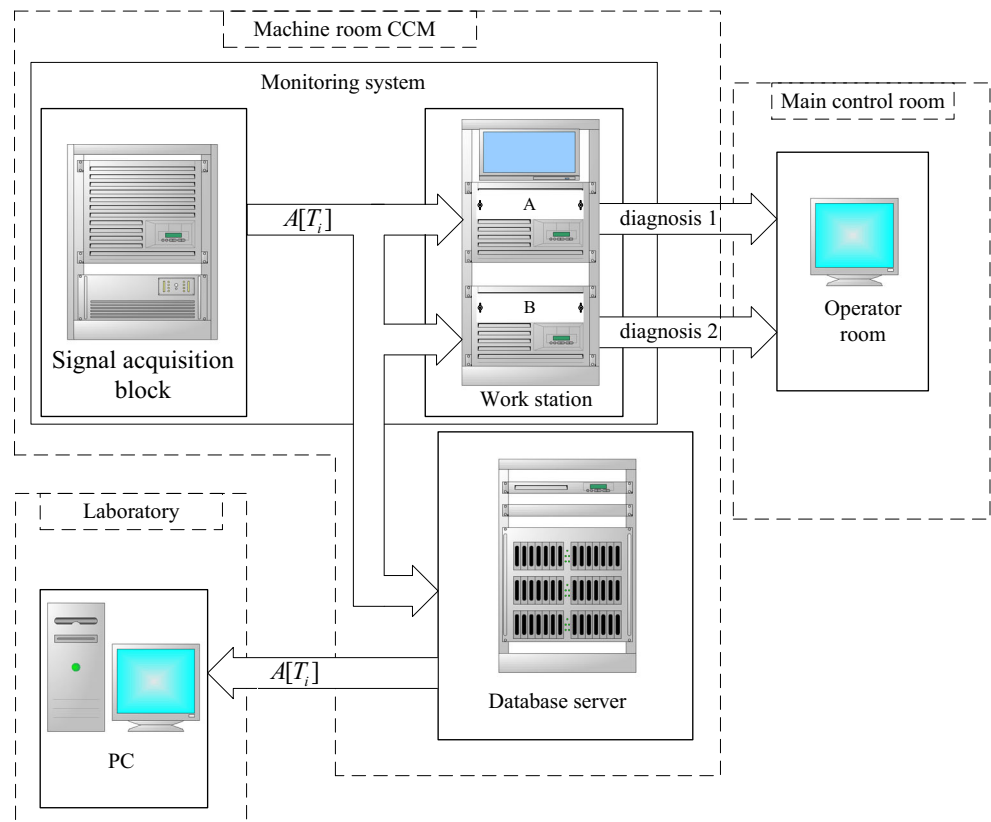 Machine room CCM
Monitoring system
Main control room
A[T_i]
A
B
diagnosis 1
diagnosis 2
Operator
room
Signal acquisition
block
Work station
Laboratory
A[T_i]
Database server
PC